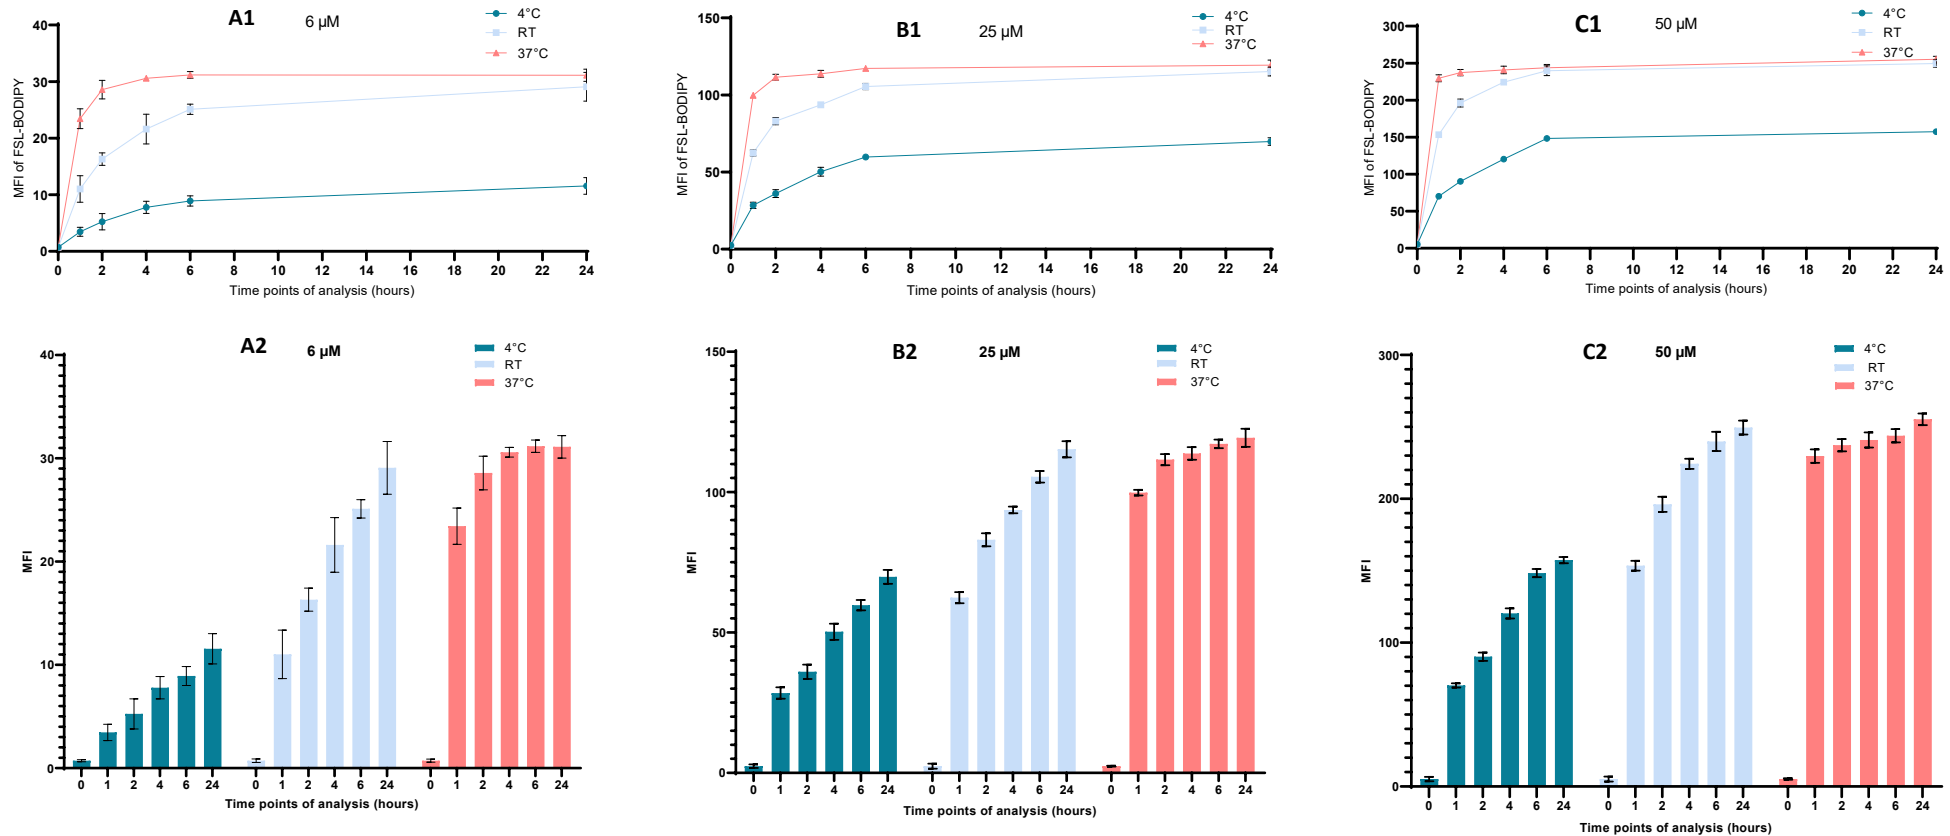 A1 6 µM
4°C
RT
37°C
MFI of FSL-BODIPY
40
30
20
10
0
0 2 4 6 8 10 12 14 16 18 20 22 24
Time points of analysis (hours)
B1 25 µM
4°C
RT
37°C
MFI of FSL-BODIPY
150
100
50
0
0 2 4 6 8 10 12 14 16 18 20 22 24
Time points of analysis (hours)
C1 50 µM
4°C
RT
37°C
MFI of FSL-BODIPY
300
250
200
150
100
50
0
0 2 4 6 8 10 12 14 16 18 20 22 24
Time points of analysis (hours)
A2 6 µM
4°C
RT
37°C
MFI
40
30
20
10
0
0 1 2 4 6 24 0 1 2 4 6 24 0 1 2 4 6 24
Time points of analysis (hours)
B2 25 µM
4°C
RT
37°C
MFI
150
100
50
0
0 1 2 4 6 24 0 1 2 4 6 24 0 1 2 4 6 24
Time points of analysis (hours)
C2 50 µM
4°C
RT
37°C
MFI
300
200
100
0
0 1 2 4 6 24 0 1 2 4 6 24 0 1 2 4 6 24
Time points of analysis (hours)